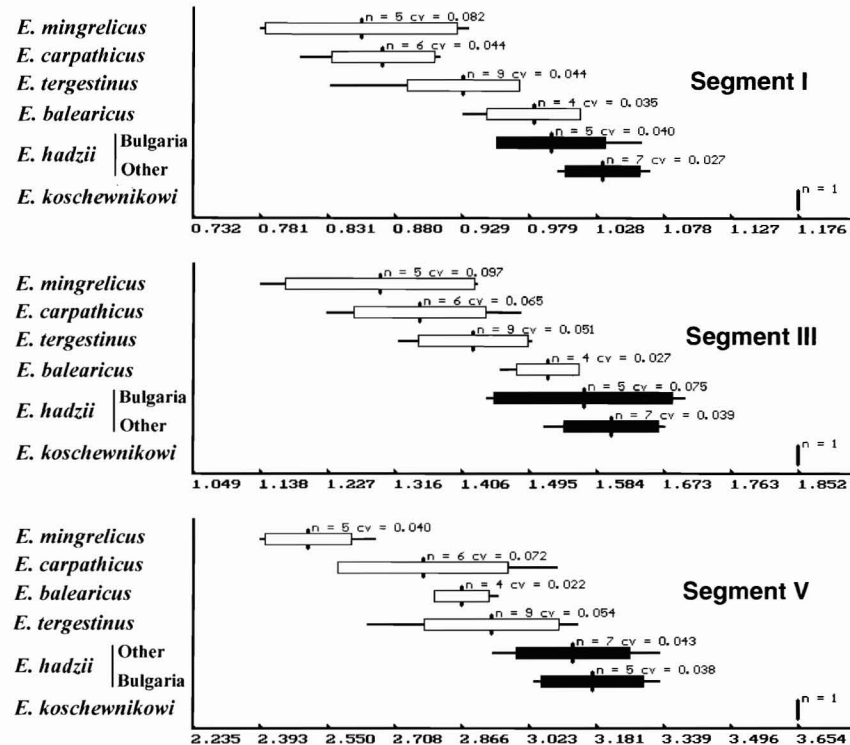 E. mingrelicus n = 5 cv = 0.082
E. carpathicus n = 6 cv = 0.044
E. tergestinus n = 9 cv = 0.044
Segment I
E. balearicus n = 4 cv = 0.035
E. hadzii Bulgaria n = 5 cv = 0.040
Other n = 7 cv = 0.027
E. koschewnikowi n = 1
0.732 0.781 0.831 0.880 0.929 0.979 1.028 1.078 1.127 1.176
E. mingrelicus n = 5 cv = 0.097
E. carpathicus n = 6 cv = 0.065
E. tergestinus n = 9 cv = 0.051
Segment III
E. balearicus n = 4 cv = 0.027
E. hadzii Bulgaria n = 5 cv = 0.075
Other n = 7 cv = 0.039
E. koschewnikowi n = 1
1.049 1.138 1.227 1.316 1.406 1.495 1.584 1.673 1.763 1.852
E. mingrelicus n = 5 cv = 0.040
E. carpathicus n = 6 cv = 0.072
E. balearicus n = 4 cv = 0.022
Segment V
E. tergestinus n = 9 cv = 0.054
E. hadzii Other n = 7 cv = 0.043
Bulgaria n = 5 cv = 0.038
E. koschewnikowi n = 1
2.235 2.393 2.550 2.708 2.866 3.023 3.181 3.339 3.496 3.654